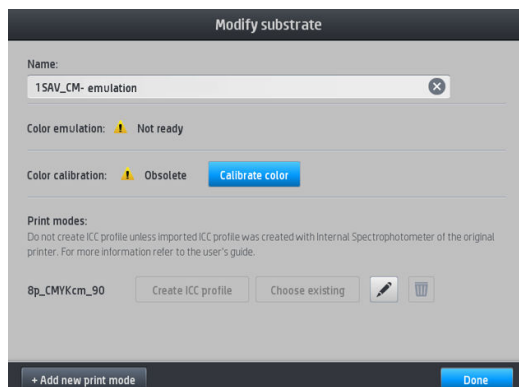 Modify substrate
Name:
1SAV_CM- emulation
Color emulation: Not ready
Color calibration: Obsolete Calibrate color
Print modes:
Do not create ICC profile unless imported ICC profile was created with Internal Spectrophotometer of the original
printer. For more information refer to the user's guide.
8p_CMYKcm_90 Create ICC profile Choose existing
+ Add new print mode Done